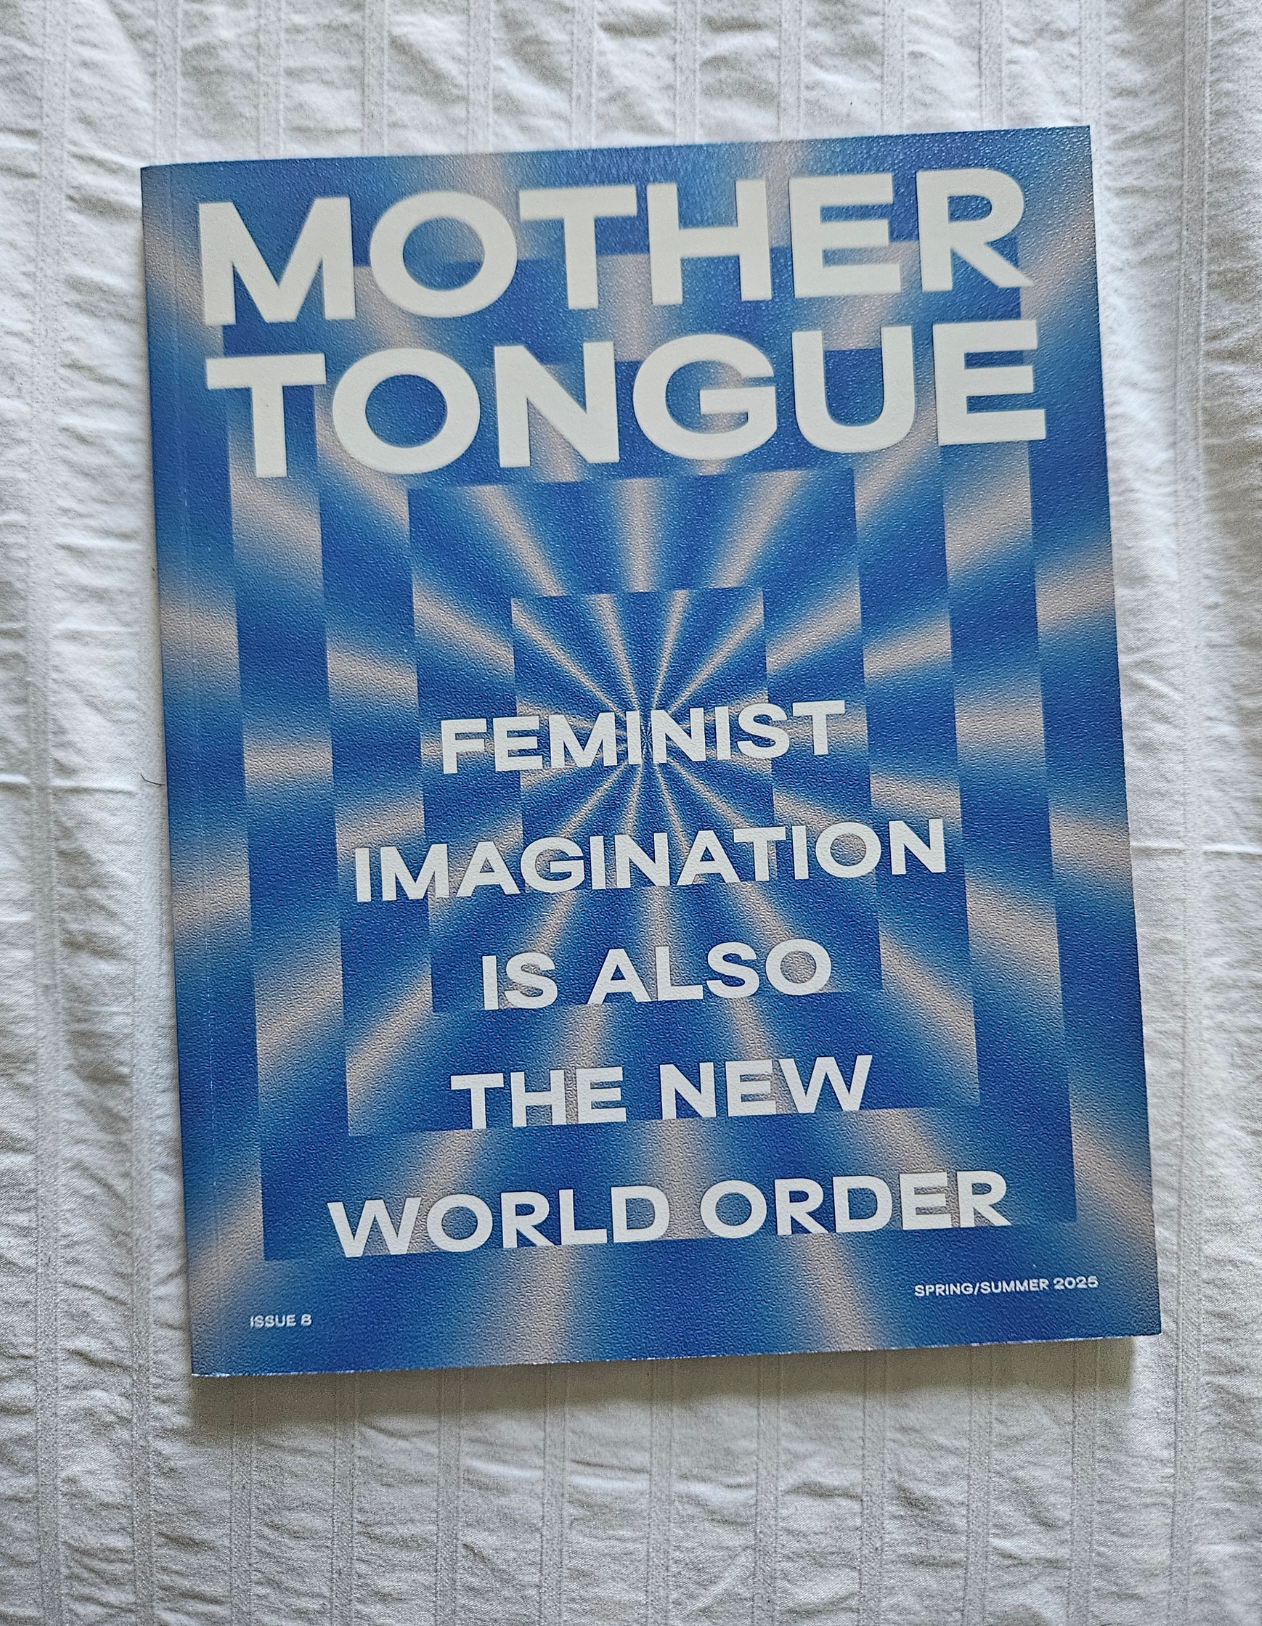 MOTHER
TONGUE
FEMINIST
IMAGINATION
IS ALSO
THE NEW
WORLD ORDER
SPRING/SUMMER 2025
ISSUE 8